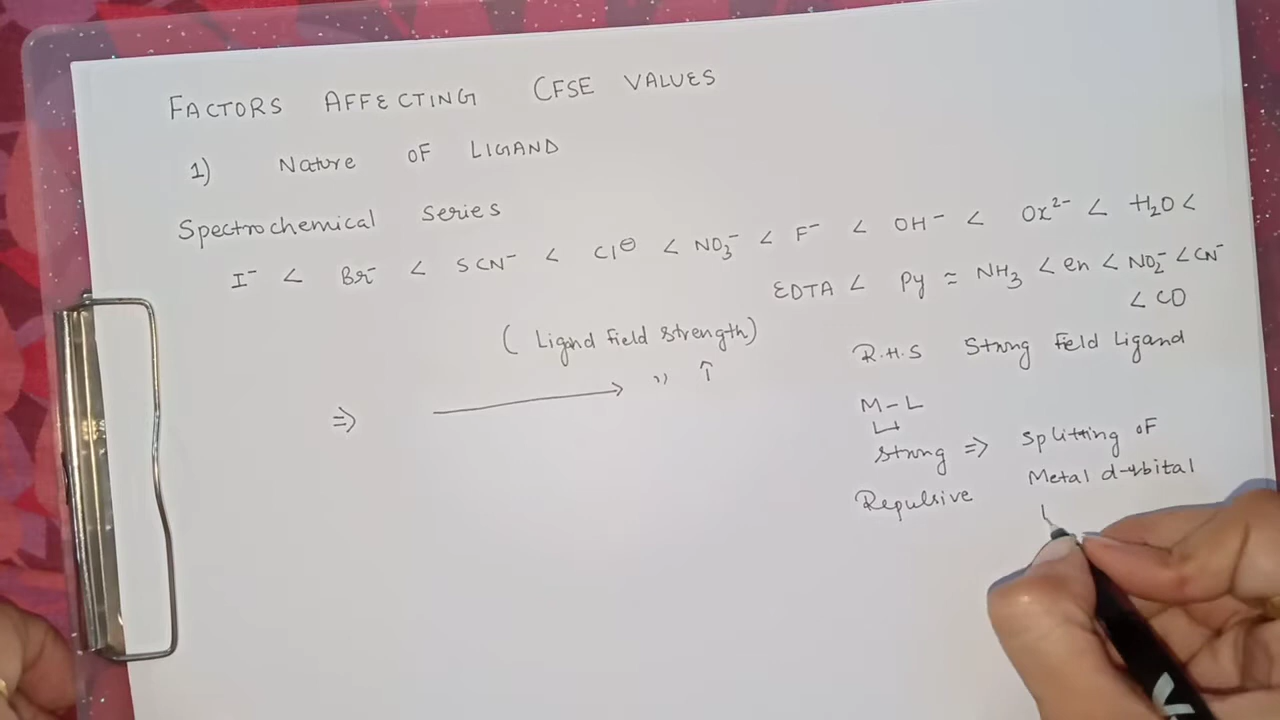 FACTORS AFFECTING CFSE VALUES
1) Nature OF LIGAND
Spectrochemical series
I⁻ < Br⁻ < SCN⁻ < Cl⊖ < NO₃⁻ < F⁻ < OH⁻ < Ox²⁻ < H₂O <
EDTA < Py ≈ NH₃ < en < NO₂⁻ < CN⁻
< CO
(Ligand field strength)
⇒ → " ↑
R.H.S Strong Field Ligand
M-L
Strong ⇒ Splitting OF
Repulsive Metal d-orbital